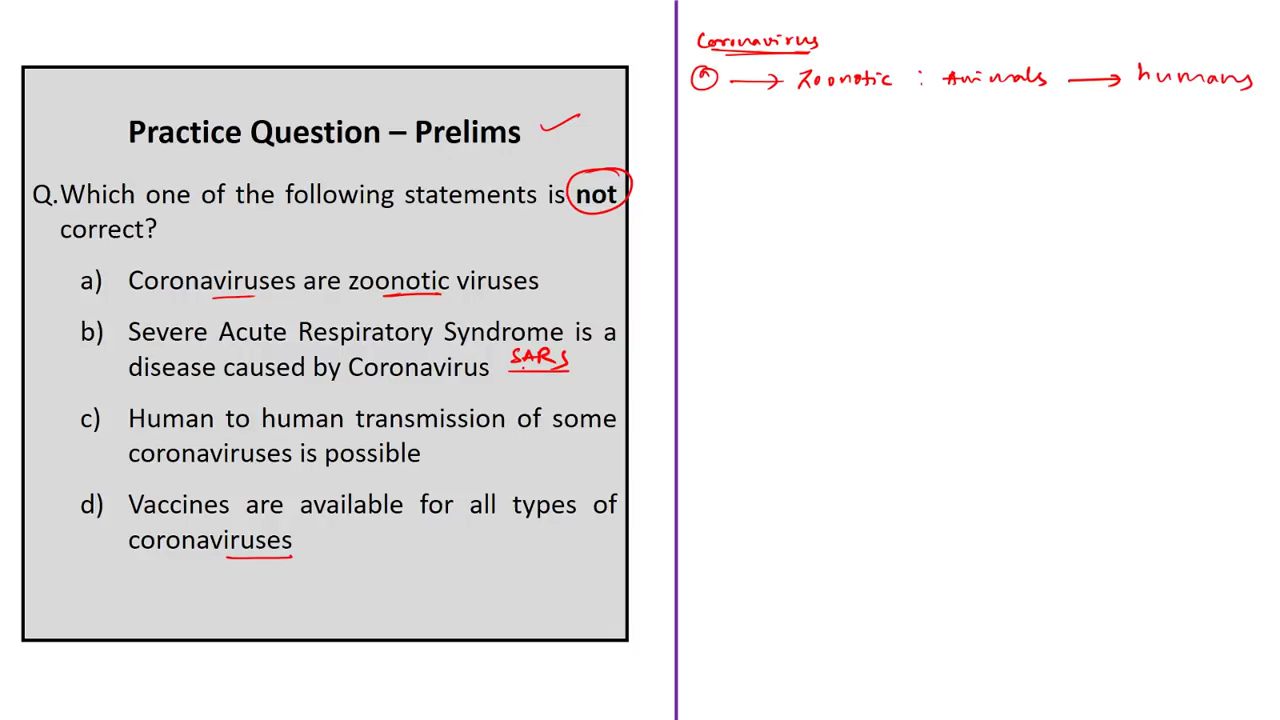 Practice Question – Prelims
Q.Which one of the following statements is not
correct?
a) Coronaviruses are zoonotic viruses
b) Severe Acute Respiratory Syndrome is a
disease caused by Coronavirus SARS
c) Human to human transmission of some
coronaviruses is possible
d) Vaccines are available for all types of
coronaviruses
Coronavirus
a → Zoonotic : Animals → humans